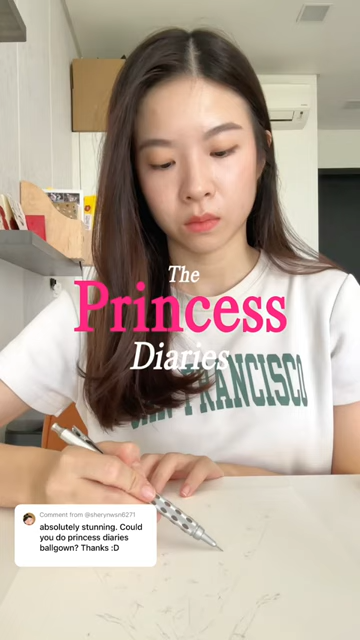 The
Princess
Diaries
SAN FRANCISCO
Comment from @sherynwsn6271
absolutely stunning. Could
you do princess diaries
ballgown? Thanks :D